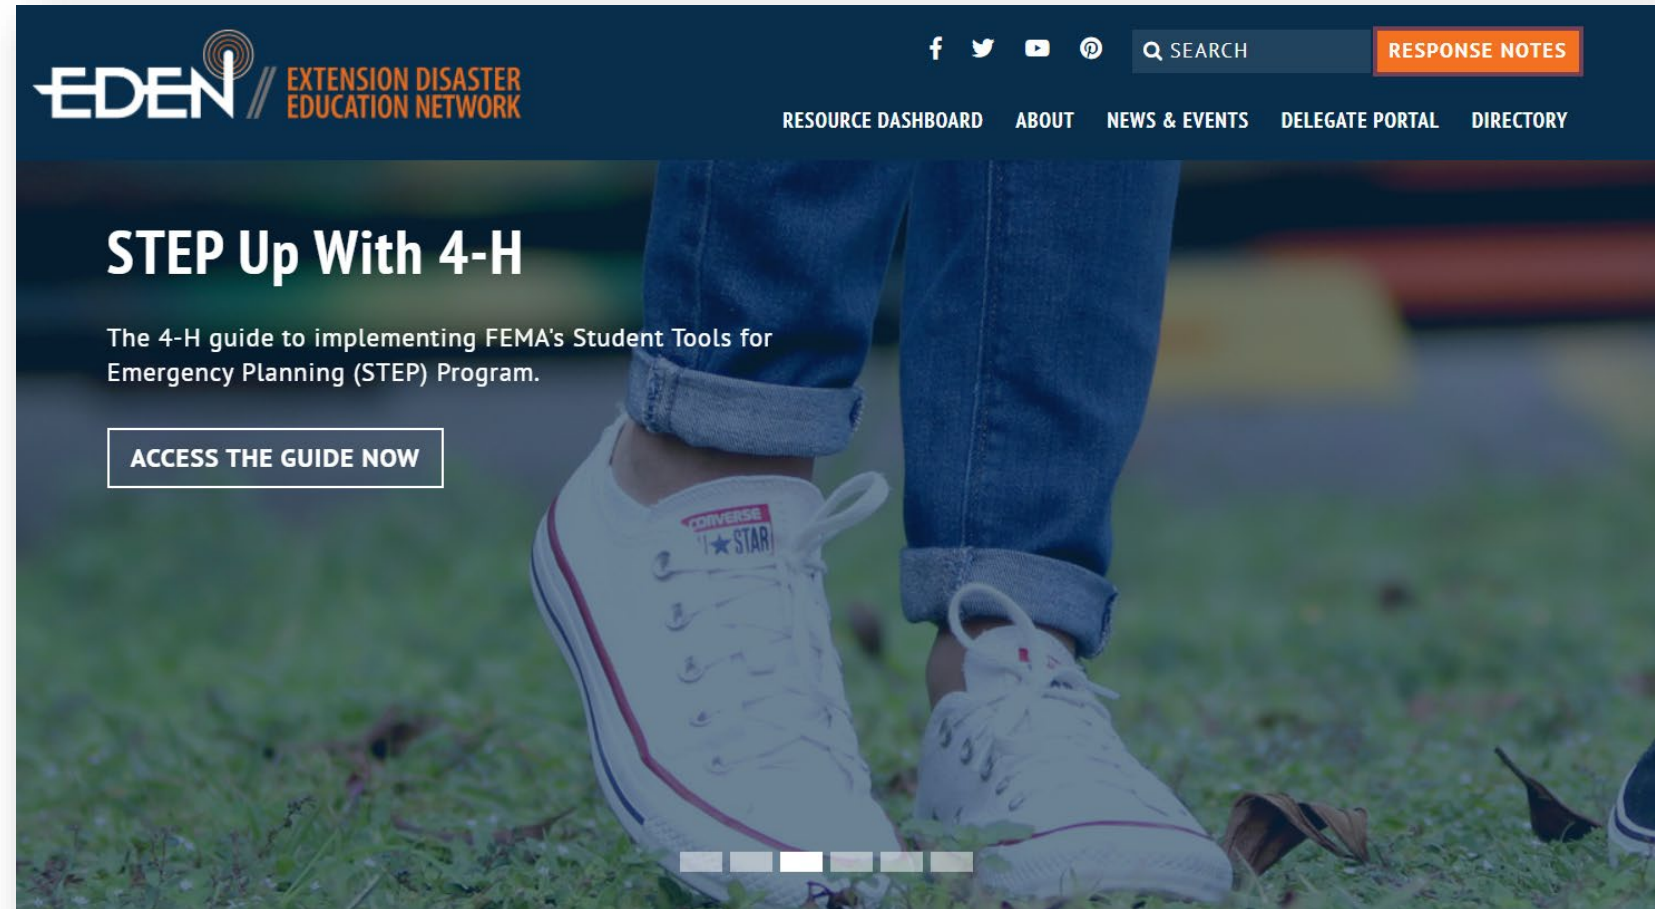 EDEN
EXTENSION DISASTER
EDUCATION NETWORK
SEARCH
RESPONSE NOTES
RESOURCE DASHBOARD ABOUT NEWS & EVENTS DELEGATE PORTAL DIRECTORY
STEP Up With 4-H
The 4-H guide to implementing FEMA's Student Tools for
Emergency Planning (STEP) Program.
ACCESS THE GUIDE NOW
CONVERSE
STAR